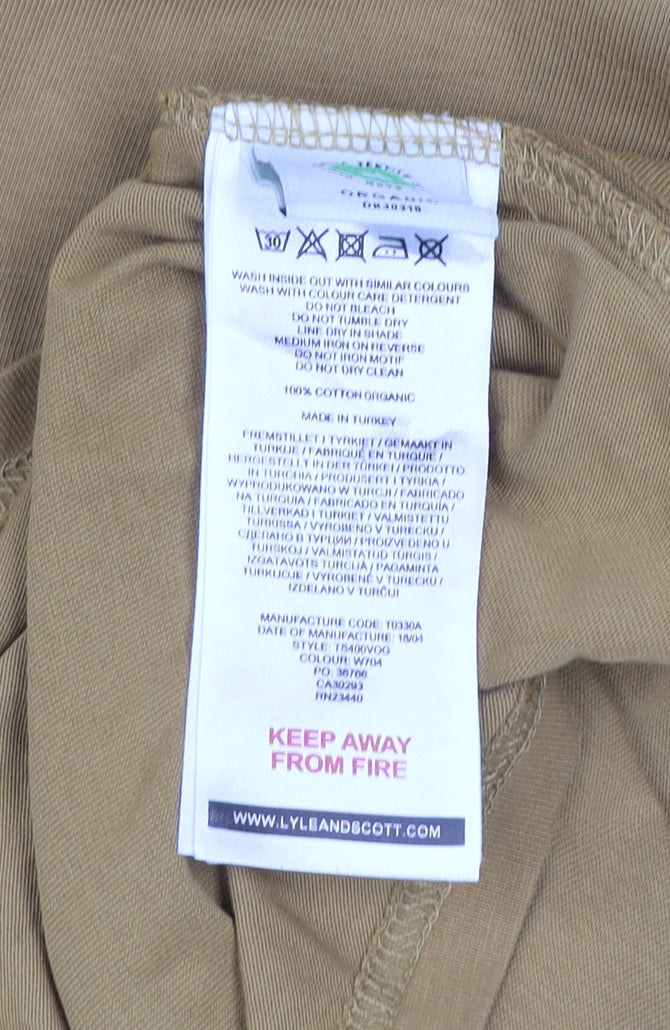 ORGANIC
30
WASH INSIDE OUT WITH SIMILAR COLOURS
WASH WITH COLOUR CARE DETERGENT
DO NOT BLEACH
DO NOT TUMBLE DRY
LINE DRY IN SHADE
MEDIUM IRON ON REVERSE
DO NOT IRON MOTIF
DO NOT DRY CLEAN
100% COTTON ORGANIC
MADE IN TURKEY
FREMSTILLET I TYRKIET / GEMAAKT IN
TURKIJE / FABRIQUÉ EN TURQUIE /
HERGESTELLT IN DER TÜRKEI / PRODOTTO
IN TURCHIA / PRODUSERT I TYRKIA /
WYPRODUKOWANO W TURCJI / FABRICADO
NA TURQUIA / FABRICADO EN TURQUÍA /
TILLVERKAD I TURKIET / VALMISTETTU
TURKISSA / VYROBENO V TURECKU /
СДЕЛАНО В ТУРЦИИ / PROIZVEDENO U
TURSKOJ / VALMISTATUD TÜRGIS /
IZGATAVOTS TURCIJĀ / PAGAMINTA
TURKIJOJE / VYROBENÉ V TURECKU /
IZDELANO V TURČIJI
MANUFACTURE CODE: T0330A
DATE OF MANUFACTURE: 18/04
STYLE: TS400VOG
COLOUR: W704
PO: 36766
CA30293
RN23440
KEEP AWAY
FROM FIRE
WWW.LYLEANDSCOTT.COM